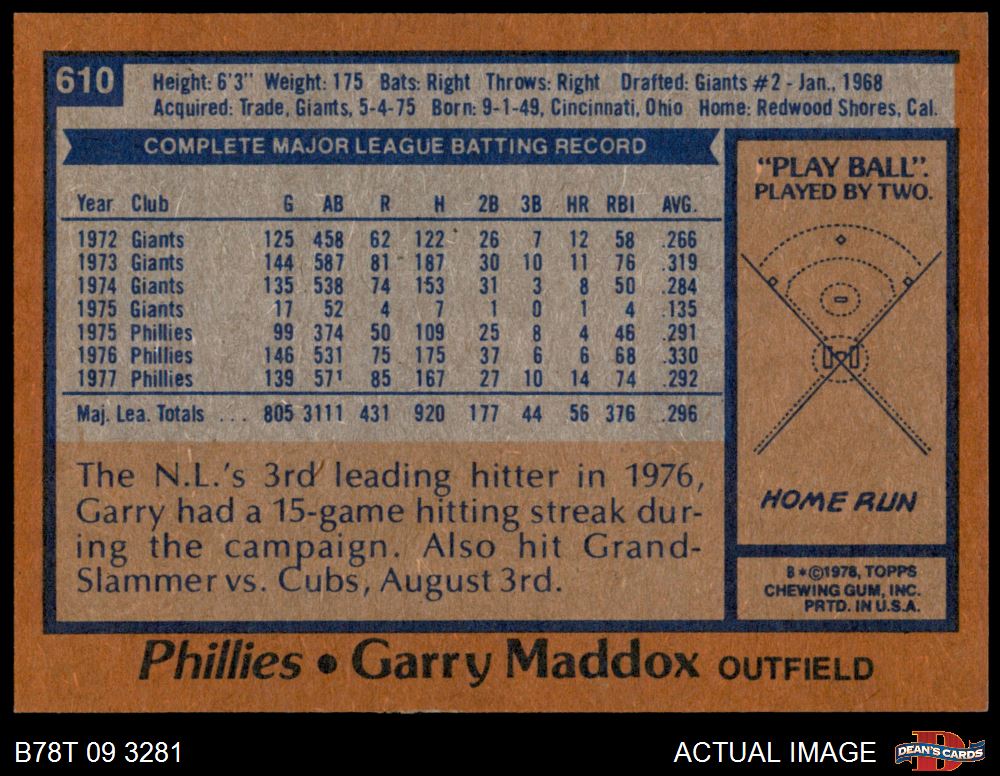 610 Height: 6'3" Weight: 175 Bats: Right Throws: Right Drafted: Giants #2 - Jan., 1968
Acquired: Trade, Giants, 5-4-75 Born: 9-1-49, Cincinnati, Ohio Home: Redwood Shores, Cal.
COMPLETE MAJOR LEAGUE BATTING RECORD
Year Club G AB R H 2B 3B HR RBI AVG.
1972 Giants 125 458 62 122 26 7 12 58 .266
1973 Giants 144 587 81 187 30 10 11 76 .319
1974 Giants 135 538 74 153 31 3 8 50 .284
1975 Giants 17 52 4 7 1 0 1 4 .135
1975 Phillies 99 374 50 109 25 8 4 46 .291
1976 Phillies 146 531 75 175 37 6 6 68 .330
1977 Phillies 139 571 85 167 27 10 14 74 .292
Maj. Lea. Totals ... 805 3111 431 920 177 44 56 376 .296
The N.L.'s 3rd leading hitter in 1976,
Garry had a 15-game hitting streak dur-
ing the campaign. Also hit Grand-
Slammer vs. Cubs, August 3rd.
"PLAY BALL".
PLAYED BY TWO.
HOME RUN
B*©1978, TOPPS
CHEWING GUM, INC.
PRTD. IN U.S.A.
Phillies • Garry Maddox OUTFIELD
B78T 09 3281
ACTUAL IMAGE
DEAN'S CARDS